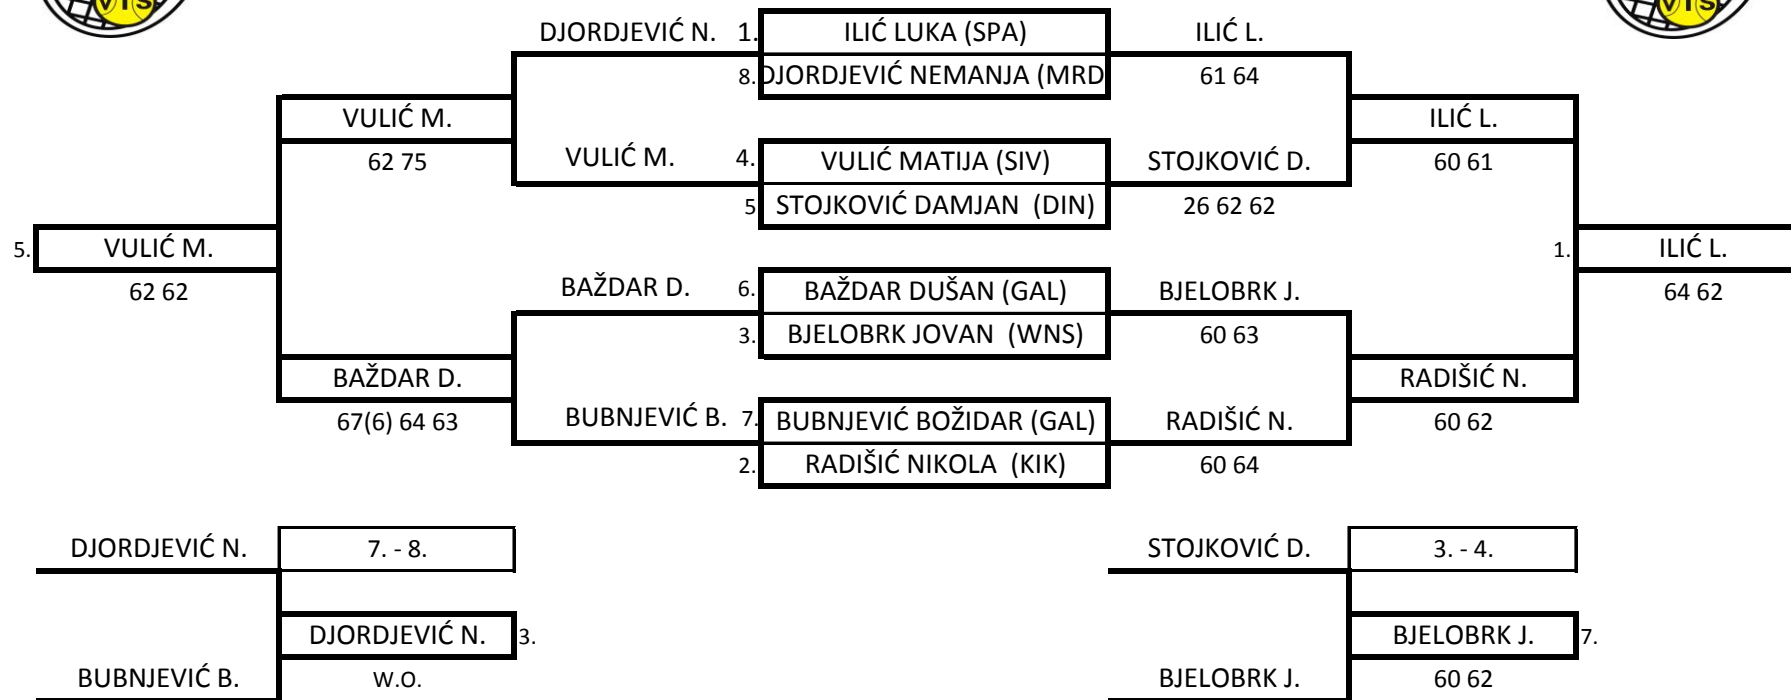 VTS VTS
DJORDJEVIĆ N. 1. ILIĆ LUKA (SPA) ILIĆ L.
8. DJORDJEVIĆ NEMANJA (MRD 61 64
VULIĆ M. ILIĆ L.
62 75 VULIĆ M. 4. VULIĆ MATIJA (SIV) STOJKOVIĆ D. 60 61
5 STOJKOVIĆ DAMJAN (DIN) 26 62 62
5. VULIĆ M. 1. ILIĆ L.
62 62 BAŽDAR D. 6. BAŽDAR DUŠAN (GAL) BJELOBRK J. 64 62
3. BJELOBRK JOVAN (WNS) 60 63
BAŽDAR D. RADIŠIĆ N.
67(6) 64 63 BUBNJEVIĆ B. 7. BUBNJEVIĆ BOŽIDAR (GAL) RADIŠIĆ N. 60 62
2. RADIŠIĆ NIKOLA (KIK) 60 64
DJORDJEVIĆ N. 7. - 8. STOJKOVIĆ D. 3. - 4.
DJORDJEVIĆ N. 3. BJELOBRK J. 7.
BUBNJEVIĆ B. W.O. BJELOBRK J. 60 62